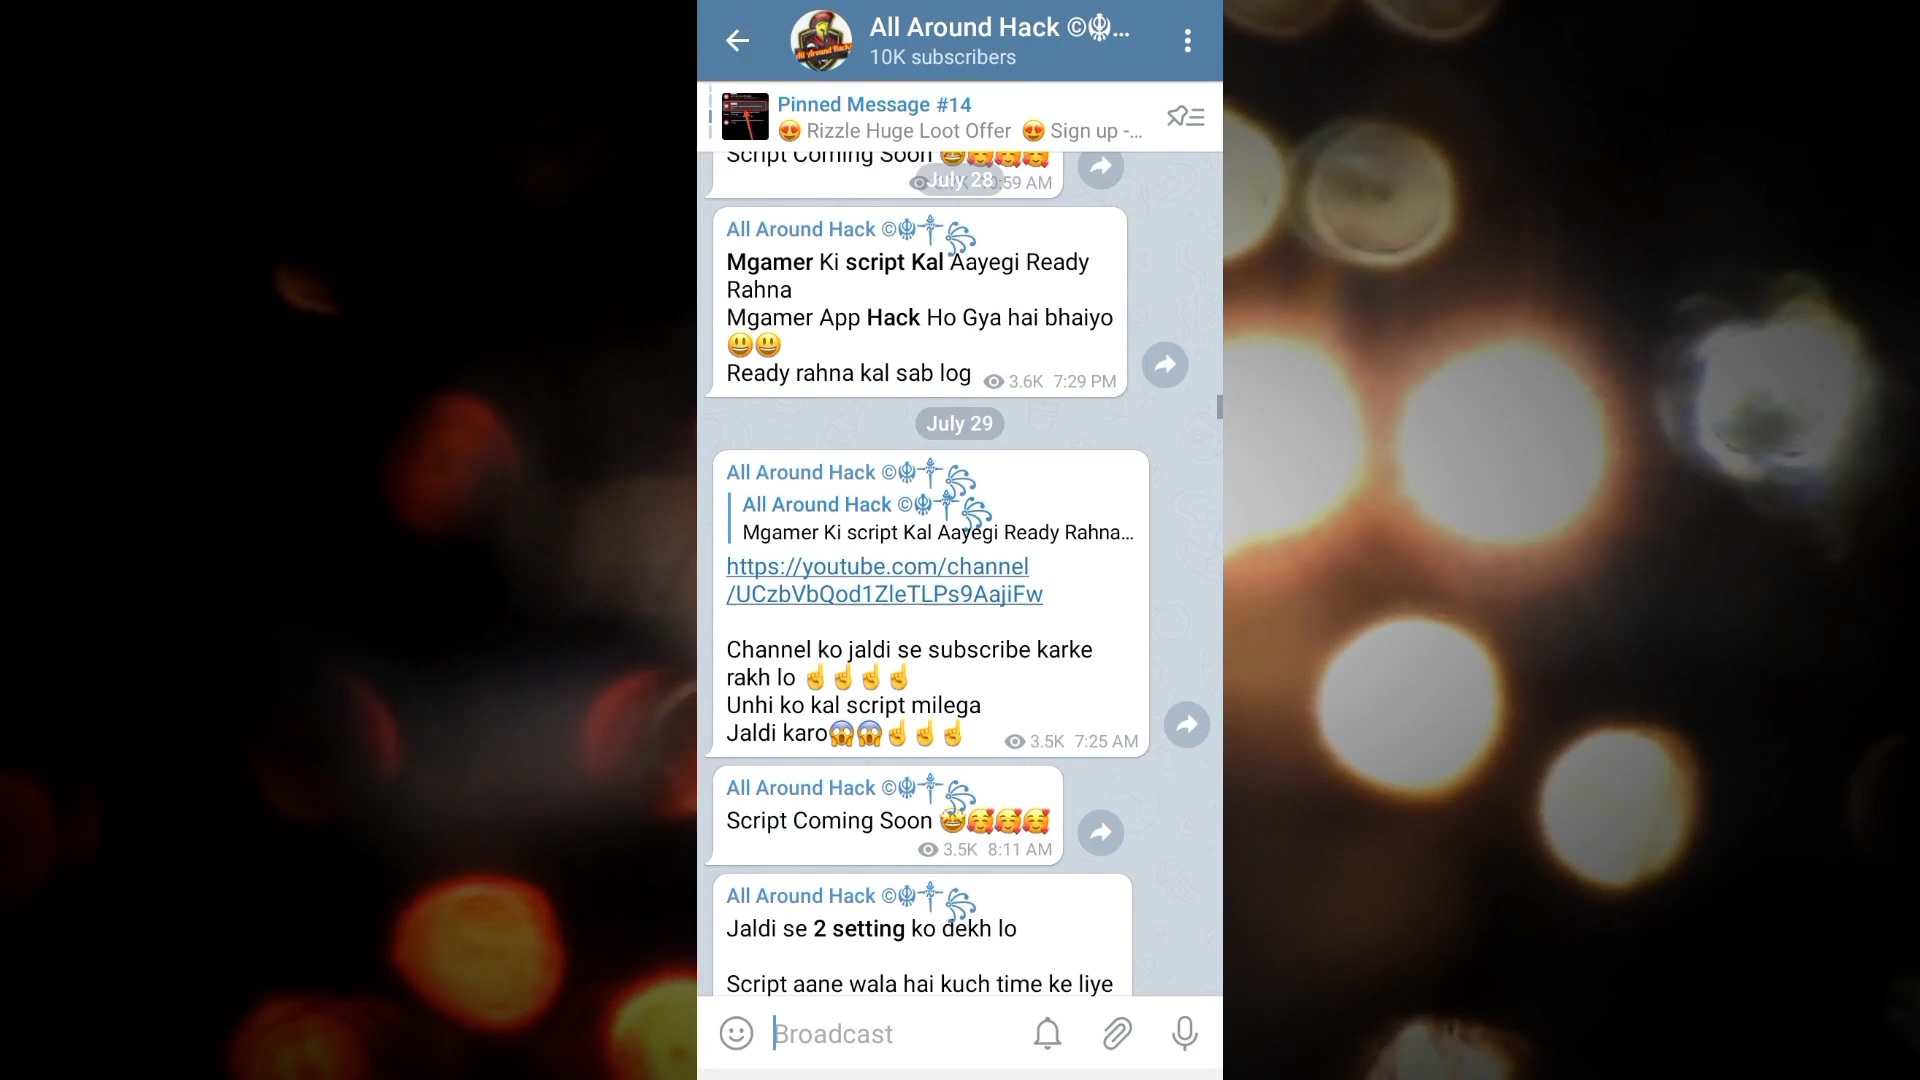 All Around Hack ©...
10K subscribers
Pinned Message #14
😍 Rizzle Huge Loot Offer 😍 Sign up -...
Script Coming Soon 🤩🥰🥰🥰
July 28
:59 AM
All Around Hack ©
Mgamer Ki script Kal Aayegi Ready
Rahna
Mgamer App Hack Ho Gya hai bhaiyo
😃😃
Ready rahna kal sab log 3.6K 7:29 PM
July 29
All Around Hack ©
All Around Hack ©
Mgamer Ki script Kal Aayegi Ready Rahna...
https://youtube.com/channel
/UCzbVbQod1ZleTLPs9AajiFw
Channel ko jaldi se subscribe karke
rakh lo ☝☝☝☝
Unhi ko kal script milega
Jaldi karo😱😱☝☝☝ 3.5K 7:25 AM
All Around Hack ©
Script Coming Soon 🤩🥰🥰🥰
3.5K 8:11 AM
All Around Hack ©
Jaldi se 2 setting ko dekh lo
Script aane wala hai kuch time ke liye
Broadcast